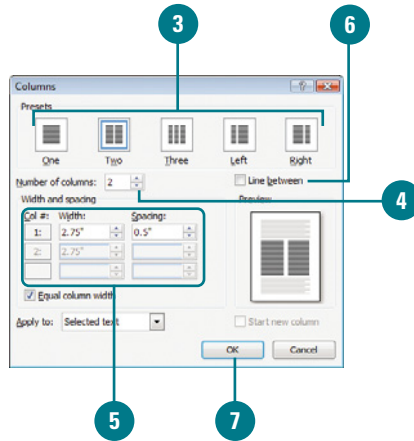 3
6
Columns
Presets
One Two Three Left Right
Number of columns: 2
Line between
4
Width and spacing
Preview
Col #: Width: Spacing:
1: 2.75" 0.5"
2: 2.75"
Equal column width
Apply to: Selected text
Start new column
OK Cancel
5
7